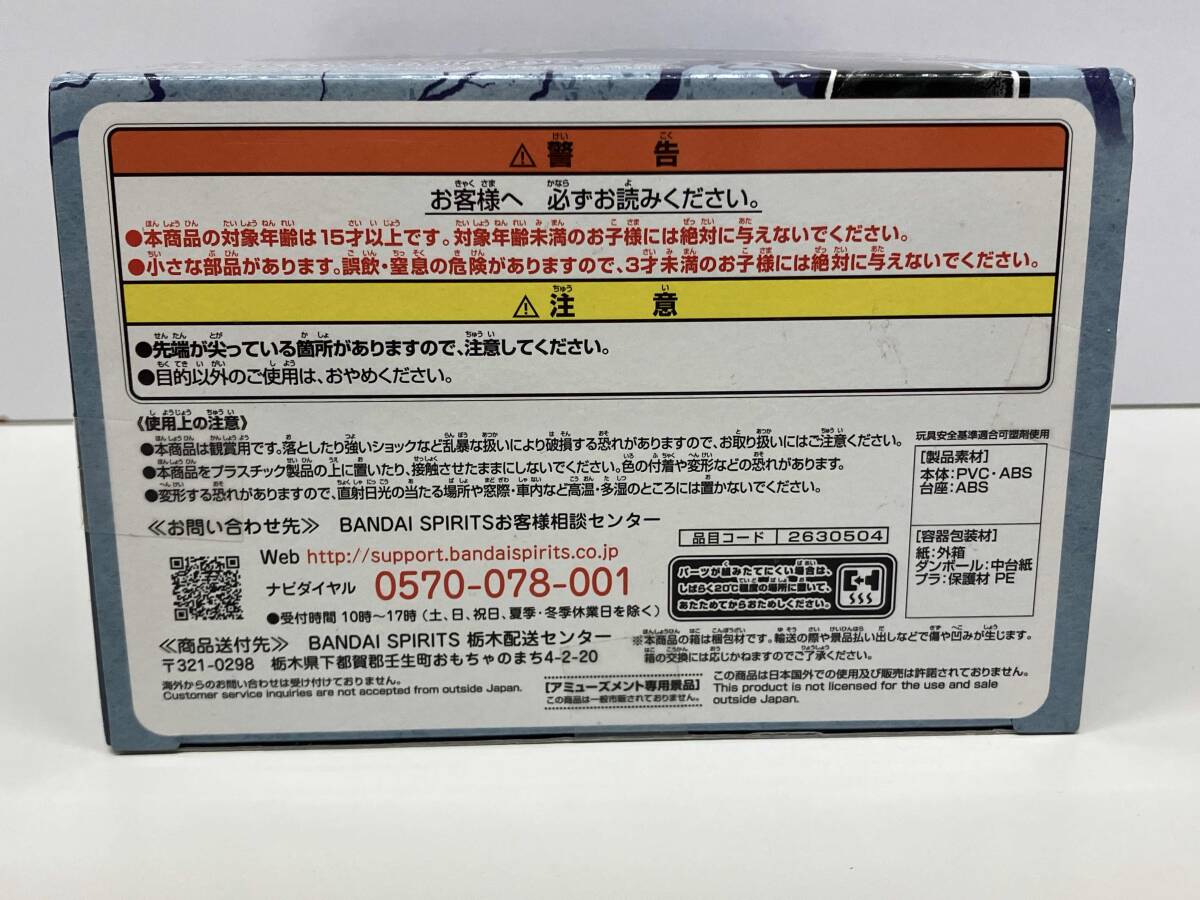 ⚠警告
お客様へ 必ずお読みください。
●本商品の対象年齢は15才以上です。対象年齢未満のお子様には絶対に与えないでください。
●小さな部品があります。誤飲・窒息の危険がありますので、3才未満のお子様には絶対に与えないでください。
⚠注意
●先端が尖っている箇所がありますので、注意してください。
●目的以外のご使用は、おやめください。
《使用上の注意》
●本商品は観賞用です。落としたり強いショックなど乱暴な扱いにより破損する恐れがありますので、お取り扱いにはご注意ください。
●本商品をプラスチック製品の上に置いたり、接触させたままにしないでください。色の付着や変形などの恐れがあります。
●変形する恐れがありますので、直射日光の当たる場所や窓際・車内など高温・多湿のところには置かないでください。
≪お問い合わせ先≫ BANDAI SPIRITSお客様相談センター
Web http://support.bandaispirits.co.jp
ナビダイヤル 0570-078-001
●受付時間 10時〜17時(土、日、祝日、夏季・冬季休業日を除く)
≪商品送付先≫ BANDAI SPIRITS 栃木配送センター
〒321-0298 栃木県下都賀郡壬生町おもちゃのまち4-2-20
海外からのお問い合わせは受け付けておりません。
Customer service inquiries are not accepted from outside Japan.
品目コード 2630504
パーツが組みたてにくい場合は、
しばらく20℃程度の場所に置いて、
あたためてからおためしください。
玩具安全基準適合可塑剤使用
[製品素材]
本体:PVC・ABS
台座:ABS
[容器包装材]
紙:外箱
ダンボール:中台紙
プラ:保護材 PE
※本商品の箱は梱包材です。輸送の際や景品払い出しなどで傷や凹みが生じます。
箱の交換には応じかねますのでご了承ください。
[アミューズメント専用景品]
この商品は一般市販されておりません。
この商品は日本国外での使用及び販売は許諾されておりません。
This product is not licensed for the use and sale
outside Japan.